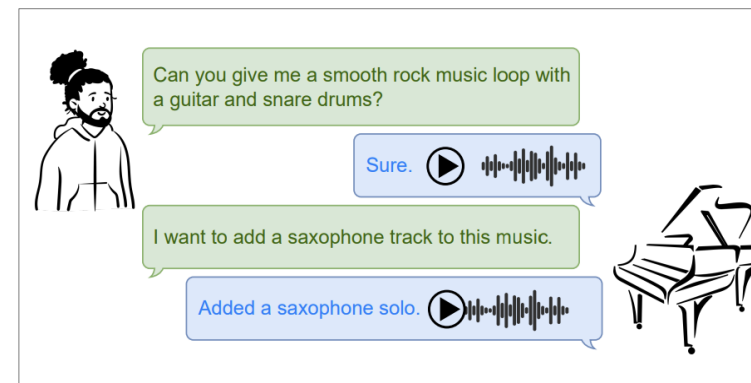 Can you give me a smooth rock music loop with
a guitar and snare drums?
Sure.
I want to add a saxophone track to this music.
Added a saxophone solo.